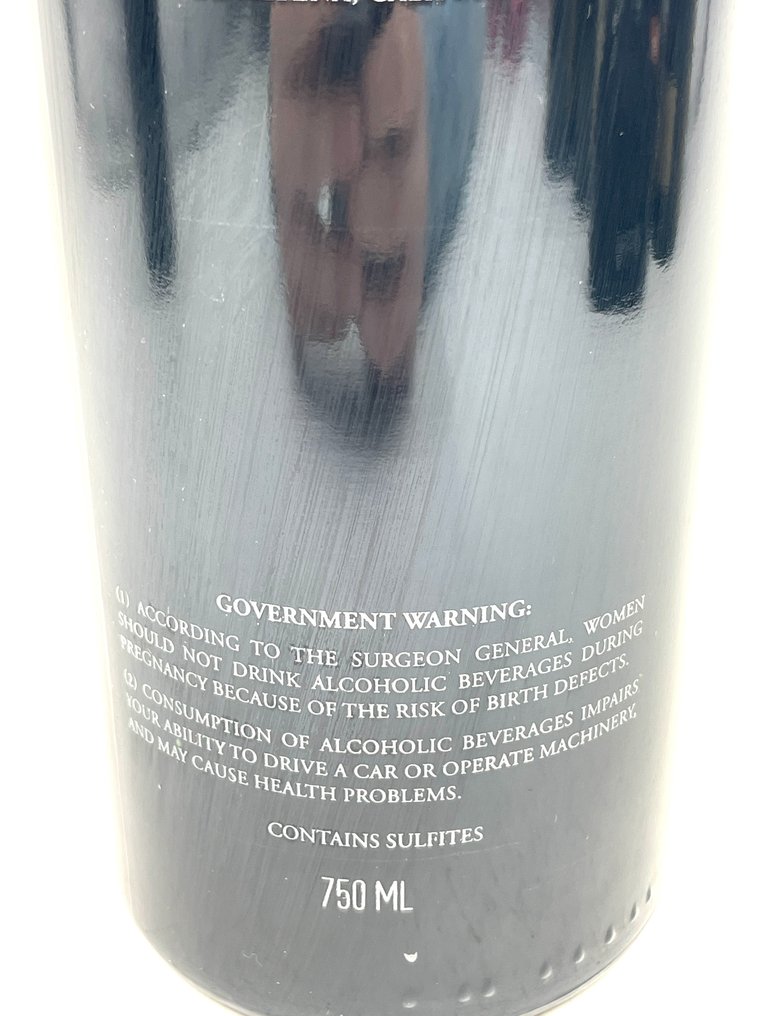 GOVERNMENT WARNING:
(1) ACCORDING TO THE SURGEON GENERAL, WOMEN
SHOULD NOT DRINK ALCOHOLIC BEVERAGES DURING
PREGNANCY BECAUSE OF THE RISK OF BIRTH DEFECTS.
(2) CONSUMPTION OF ALCOHOLIC BEVERAGES IMPAIRS
YOUR ABILITY TO DRIVE A CAR OR OPERATE MACHINERY,
AND MAY CAUSE HEALTH PROBLEMS.
CONTAINS SULFITES
750 ML